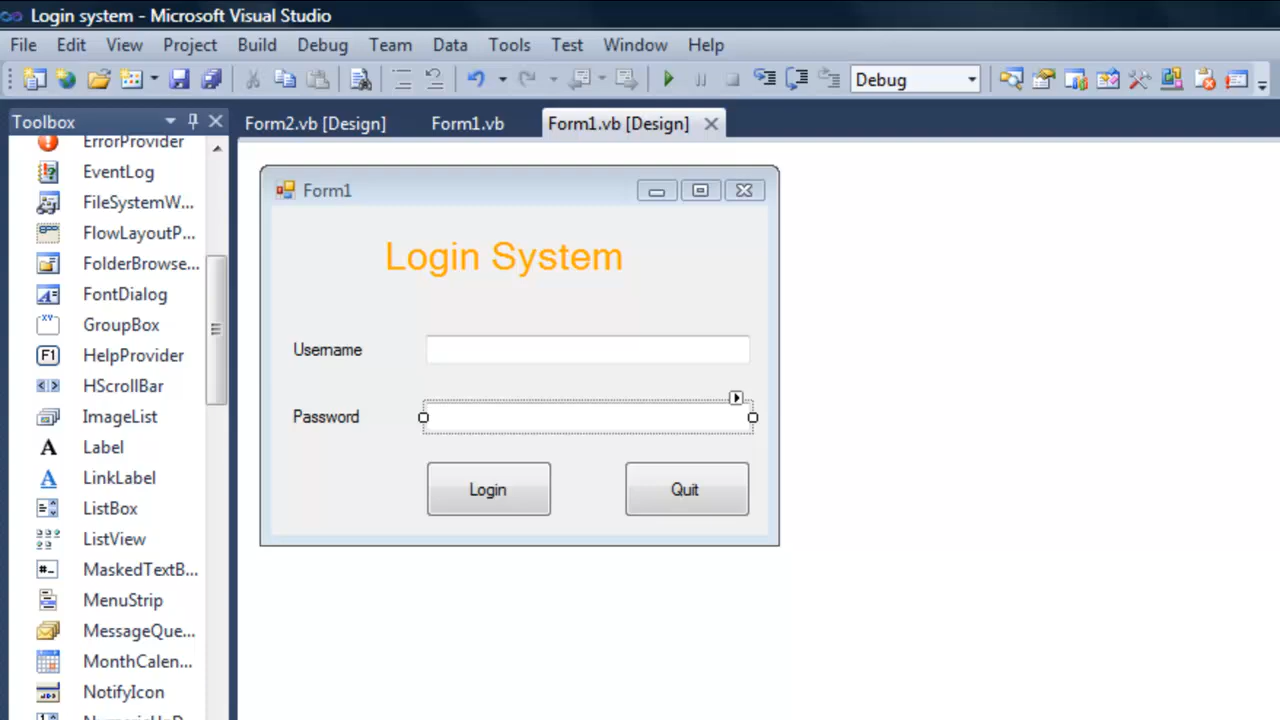 Login system - Microsoft Visual Studio
File Edit View Project Build Debug Team Data Tools Test Window Help
Debug
Toolbox
Form2.vb [Design] Form1.vb Form1.vb [Design]
ErrorProvider
EventLog
FileSystemW...
FlowLayoutP...
FolderBrowse...
FontDialog
GroupBox
HelpProvider
HScrollBar
ImageList
Label
LinkLabel
ListBox
ListView
MaskedTextB...
MenuStrip
MessageQue...
MonthCalen...
NotifyIcon
Form1
Login System
Username
Password
Login Quit